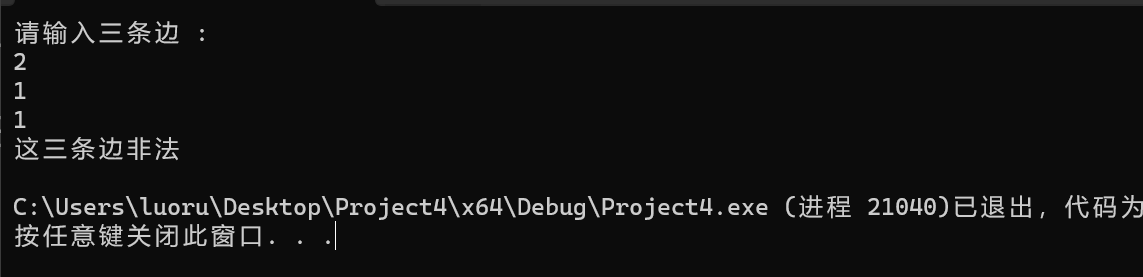 请输入三条边 :
2
1
1
这三条边非法
C:\Users\luoru\Desktop\Project4\x64\Debug\Project4.exe (进程 21040)已退出，代码为
按任意键关闭此窗口. . .